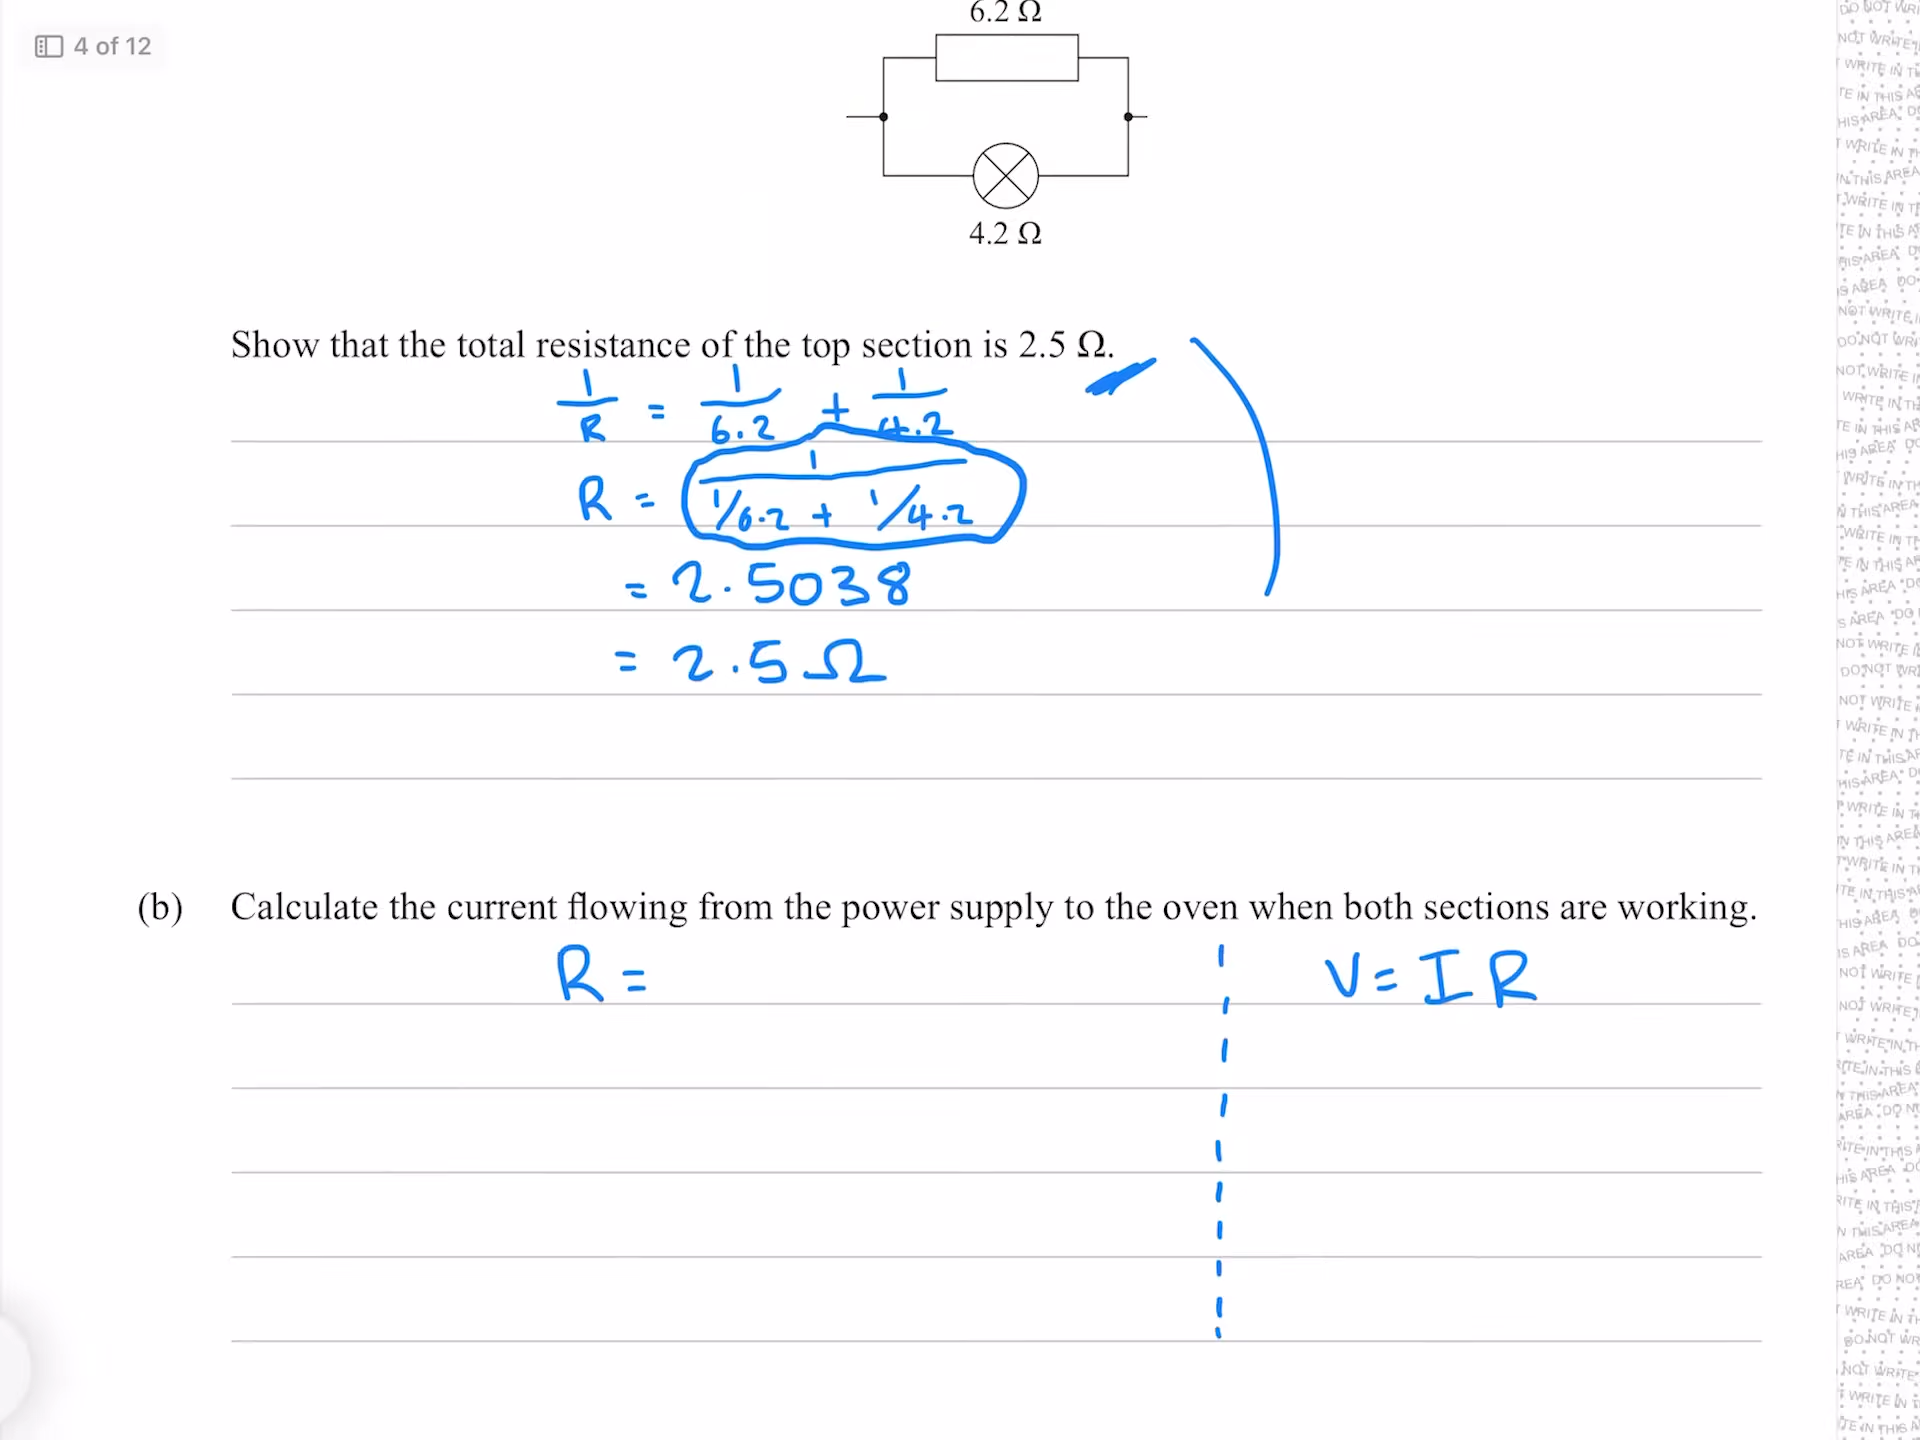 4 of 12
6.2 Ω
4.2 Ω
Show that the total resistance of the top section is 2.5 Ω.
1/R = 1/6.2 + 1/4.2
R = 1/(1/6.2 + 1/4.2)
= 2.5038
= 2.5 Ω
(b) Calculate the current flowing from the power supply to the oven when both sections are working.
R =
V = I R